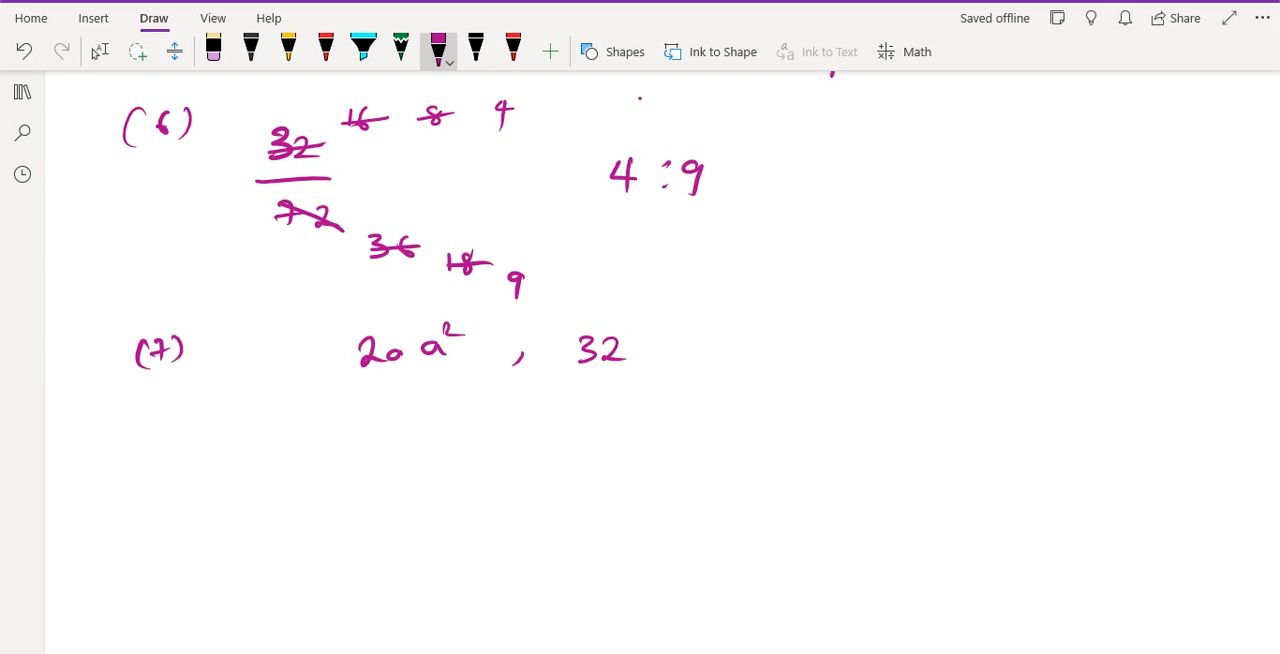 Home Insert Draw View Help Saved offline Share
Shapes Ink to Shape Ink to Text Math
(6) 32 16 8 4
72 36 18 9
4 : 9
(7) 20 a² , 32